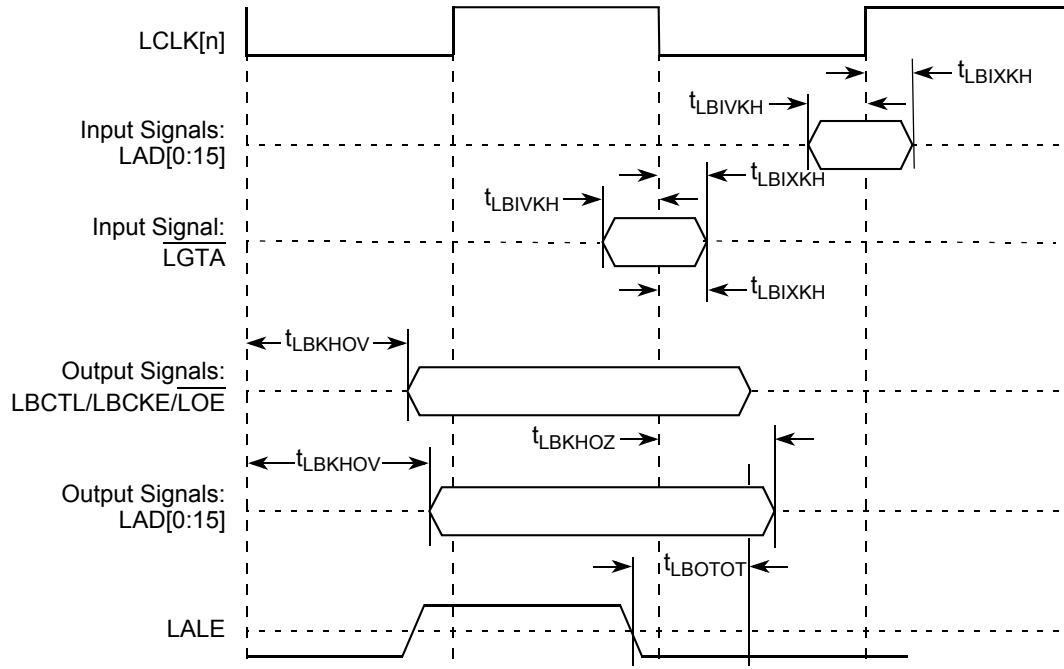 LCLK[n]
tLBIXKH
tLBIVKH
Input Signals:
LAD[0:15]
tLBIXKH
tLBIVKH
Input Signal:
LGTA
tLBIXKH
tLBKHOV
Output Signals:
LBCTL/LBCKE/LOE
tLBKHOZ
tLBKHOV
Output Signals:
LAD[0:15]
tLBOTOT
LALE